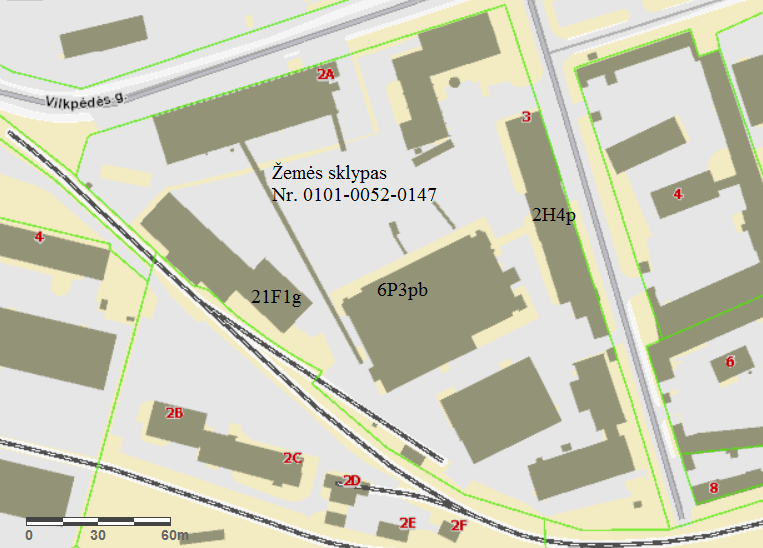 2A
Vilkpėdės g.
3
Žemės sklypas
Nr. 0101-0052-0147
4
2H4p
4
21F1g
6P3pb
6
2B
2C
2D
8
2E
2F
0 30 60m